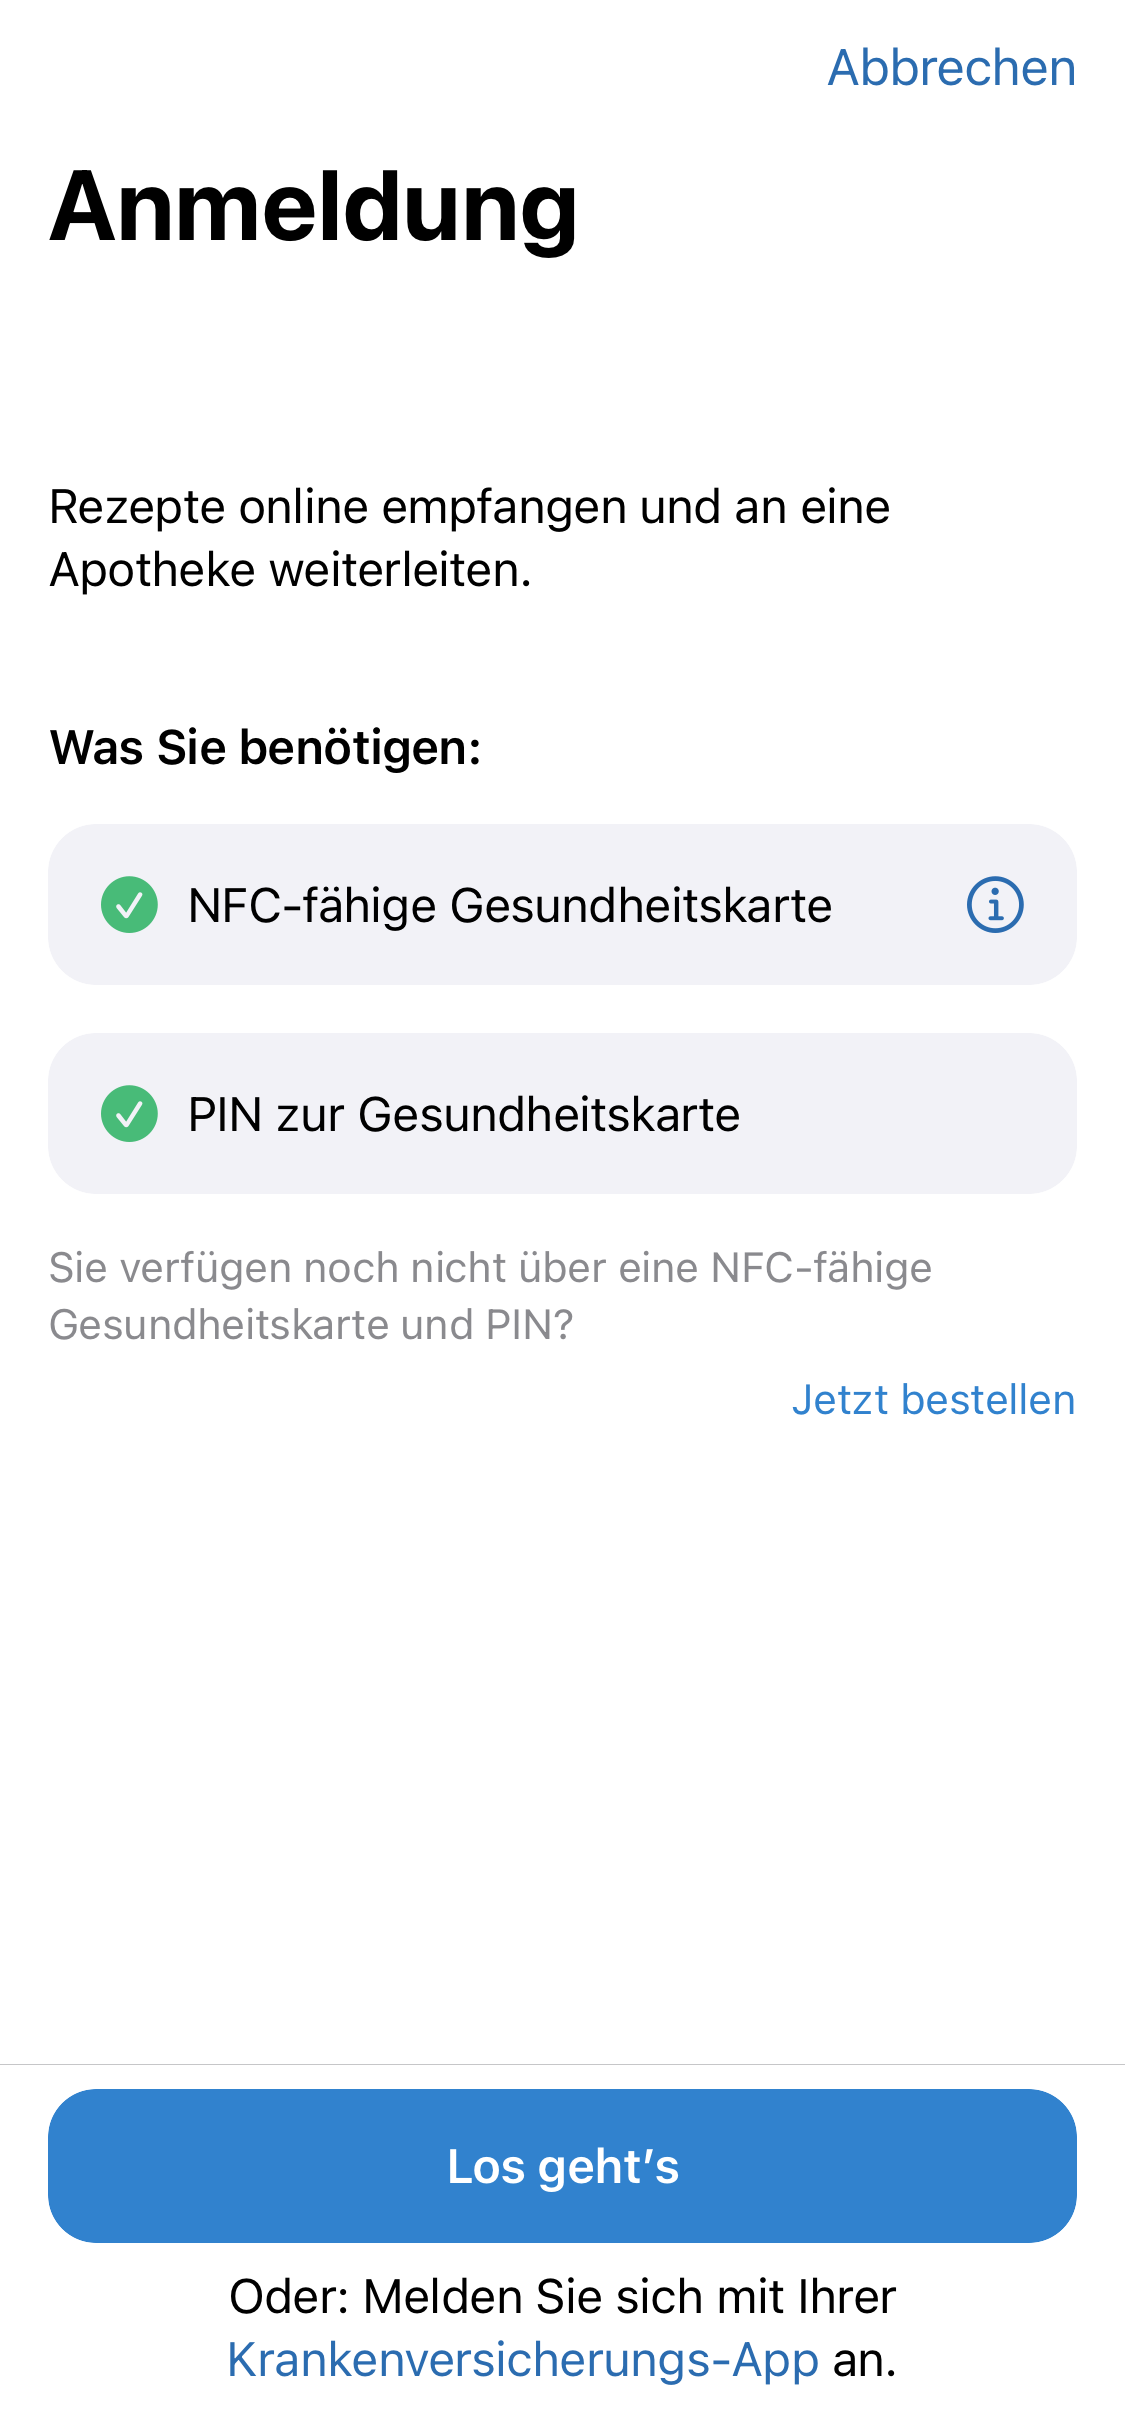 Abbrechen
Anmeldung
Rezepte online empfangen und an eine
Apotheke weiterleiten.
Was Sie benötigen:
NFC-fähige Gesundheitskarte
PIN zur Gesundheitskarte
Sie verfügen noch nicht über eine NFC-fähige
Gesundheitskarte und PIN?
Jetzt bestellen
Los geht’s
Oder: Melden Sie sich mit Ihrer
Krankenversicherungs-App an.